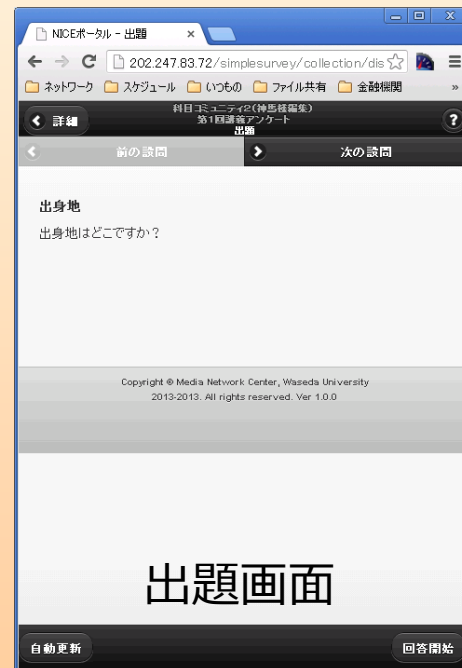 NICEポータル - 出題
202.247.83.72/simplesurvey/collection/dis
ネットワーク スケジュール いつもの ファイル共有 金融機関 »
詳細
科目コミュニティ2(神馬様編集)
第1回講義アンケート
出題
?
前の設問 次の設問
出身地
出身地はどこですか？
Copyright © Media Network Center, Waseda University
2013-2013. All rights reserved. Ver 1.0.0
出題画面
自動更新 回答開始